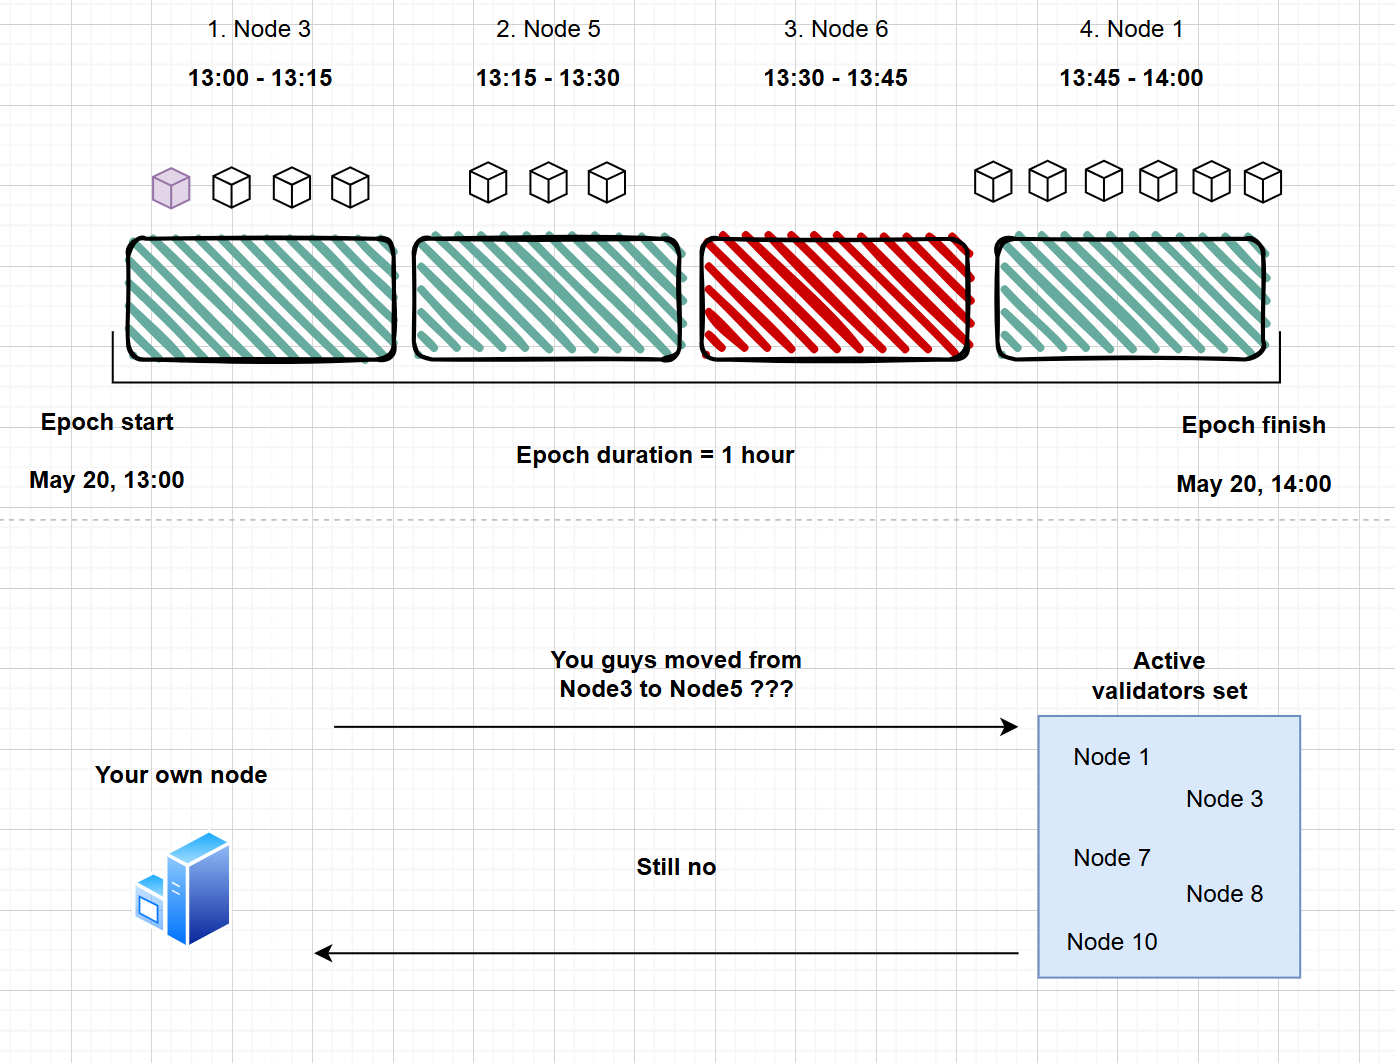 1. Node 3
2. Node 5
3. Node 6
4. Node 1
13:00 - 13:15
13:15 - 13:30
13:30 - 13:45
13:45 - 14:00
Epoch start
May 20, 13:00
Epoch duration = 1 hour
Epoch finish
May 20, 14:00
You guys moved from
Node3 to Node5 ???
Active
validators set
Your own node
Still no
Node 1
Node 3
Node 7
Node 8
Node 10